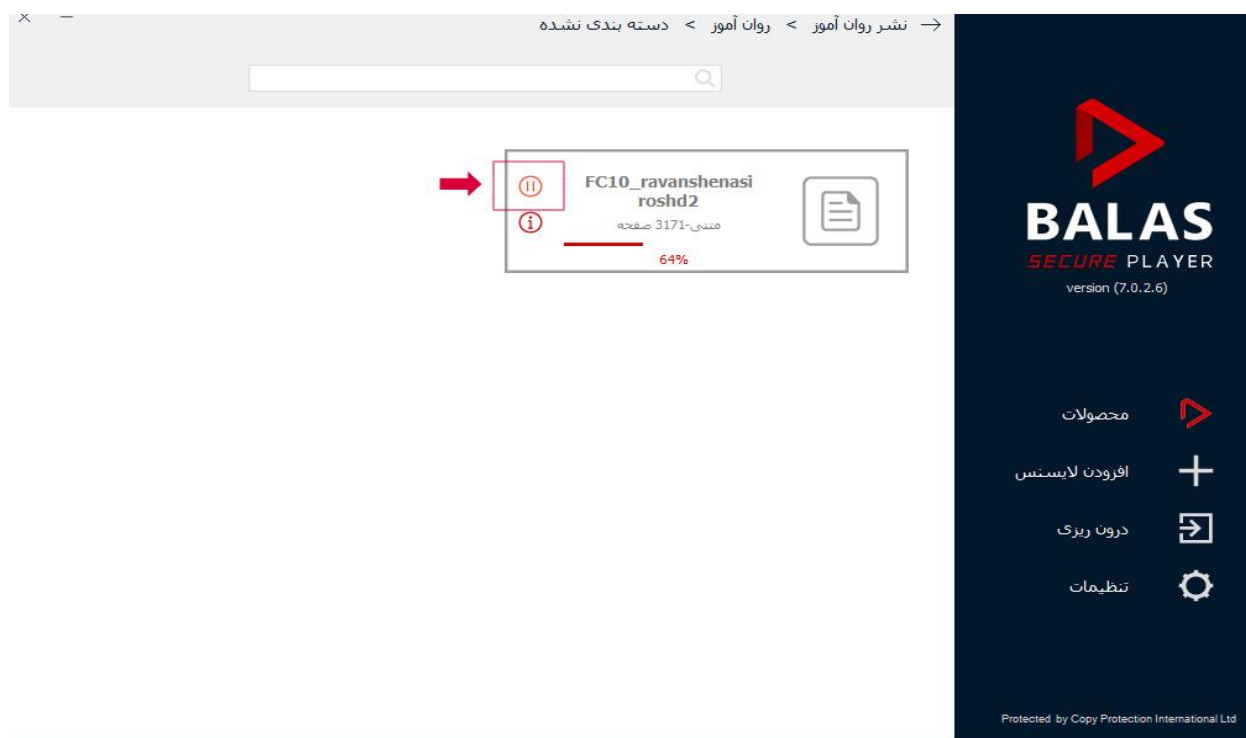 نشر روان آموز > روان آموز > دسته بندی نشده
FC10_ravanshenasi
roshd2
متنی-3171 صفحه
64%
BALAS
SECURE PLAYER
version (7.0.2.6)
محصولات
افزودن لایسنس
درون ریزی
تنظیمات
Protected by Copy Protection International Ltd